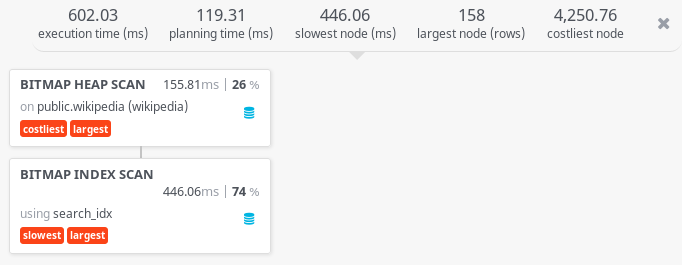 602.03 119.31 446.06 158 4,250.76
execution time (ms) planning time (ms) slowest node (ms) largest node (rows) costliest node
BITMAP HEAP SCAN 155.81ms | 26 %
on public.wikipedia (wikipedia)
costliest largest
BITMAP INDEX SCAN
446.06ms | 74 %
using search_idx
slowest largest